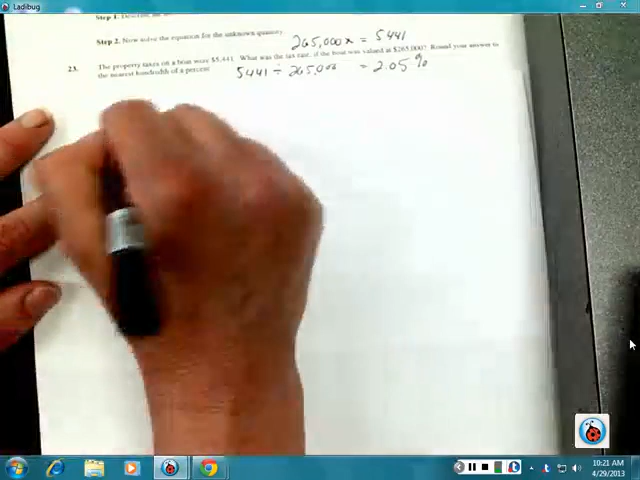 Ladibug
Step 1.
Step 2. Now solve the equation for the unknown quantity.
265,000x = 5441
23. The property taxes on a boat were $5,441. What was the tax rate, if the boat was valued at $265,000? Round your answer to
the nearest hundredth of a percent.
5441 ÷ 265,000 = 2.05%
10:21 AM
4/29/2013